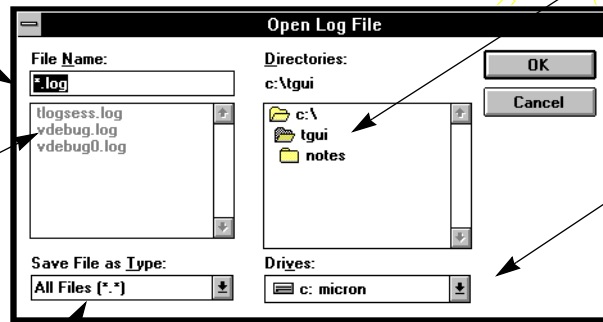 Open Log File
File Name:
*.log
tlogsess.log
vdebug.log
vdebug0.log
Save File as Type:
All Files (*.*)
Directories:
c:\tgui
c:\
tgui
notes
Drives:
c: micron
OK
Cancel